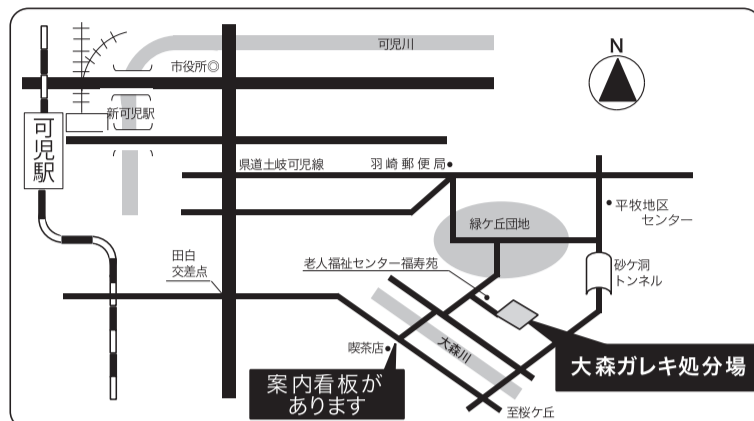 可児川
市役所◎
N
新可児駅
可児駅
県道土岐可児線
羽崎郵便局
平牧地区
センター
緑ケ丘団地
田白
交差点
老人福祉センター福寿苑
砂ケ洞
トンネル
喫茶店
大森川
大森ガレキ処分場
案内看板が
あります
至桜ケ丘